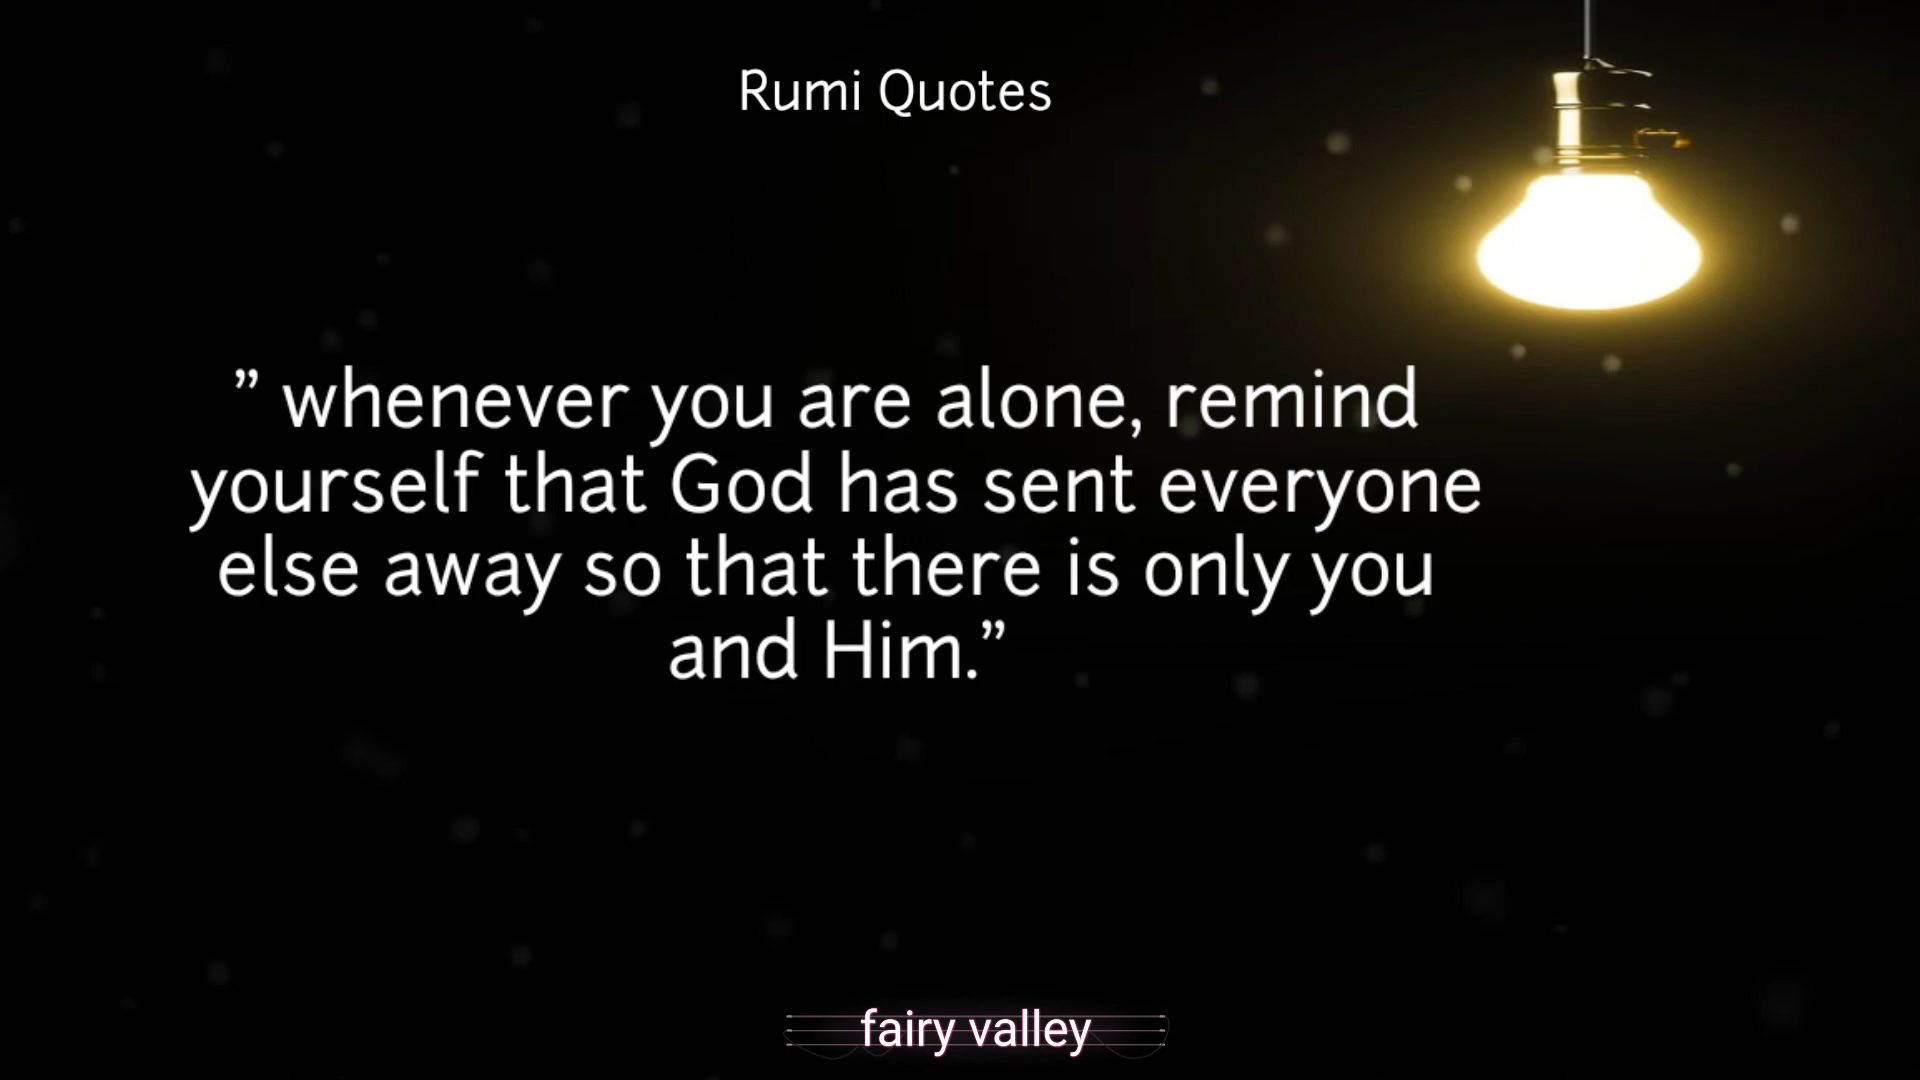 Rumi Quotes
” whenever you are alone, remind
yourself that God has sent everyone
else away so that there is only you
and Him.”
fairy valley